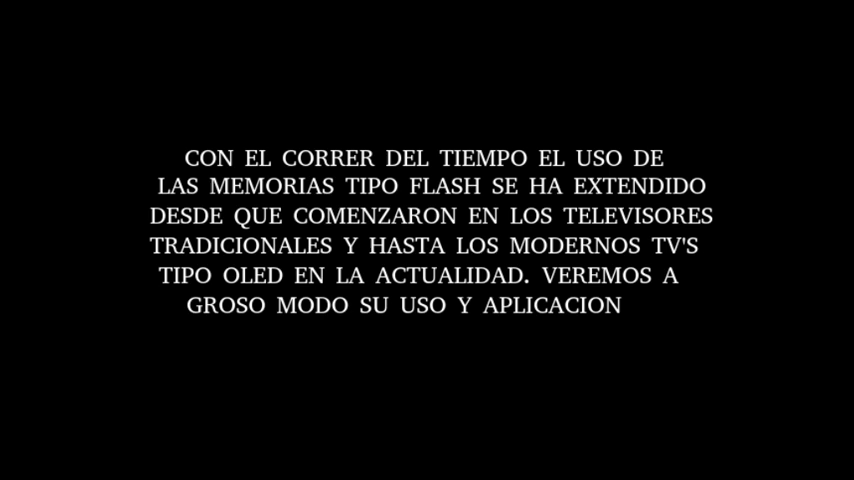 CON EL CORRER DEL TIEMPO EL USO DE
LAS MEMORIAS TIPO FLASH SE HA EXTENDIDO
DESDE QUE COMENZARON EN LOS TELEVISORES
TRADICIONALES Y HASTA LOS MODERNOS TV'S
TIPO OLED EN LA ACTUALIDAD. VEREMOS A
GROSO MODO SU USO Y APLICACION